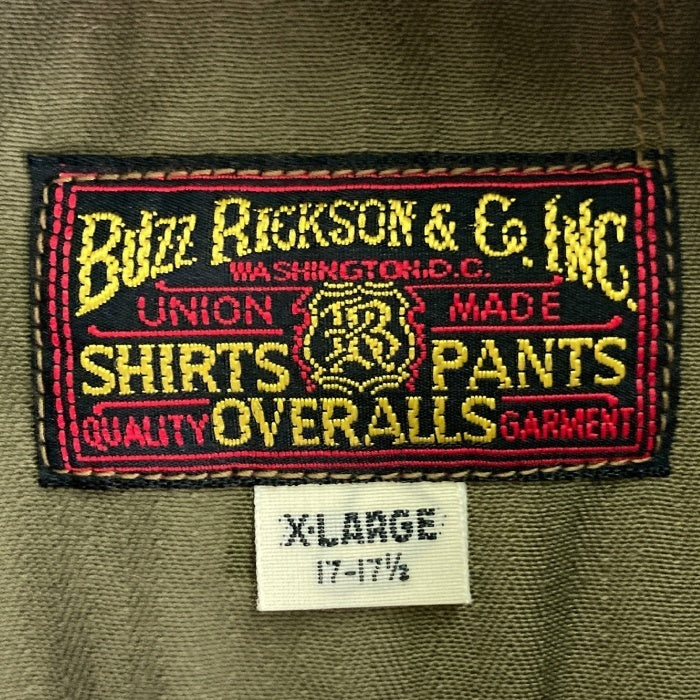 BUZZ RICKSON & CO. INC.
WASHINGTON.D.C.
UNION MADE
SHIRTS PANTS
QUALITY OVERALLS GARMENT
X-LARGE
17-17½